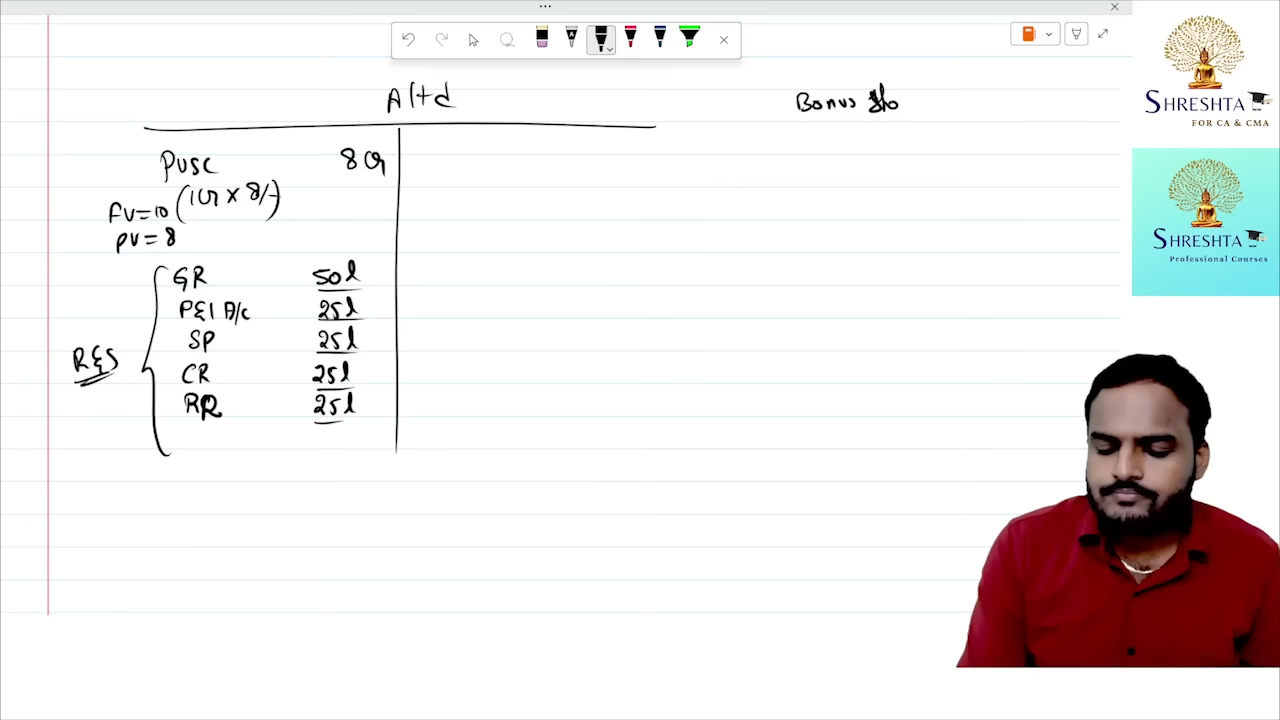 A ltd
Bonus
PUSC 8 Cr
(1Cr x 8/-)
FV=10
PV=8
GR 50l
P&l A/c 25l
SP 25l
CR 25l
RR 25l
R&S
SHRESHTA
FOR CA & CMA
SHRESHTA
Professional Courses